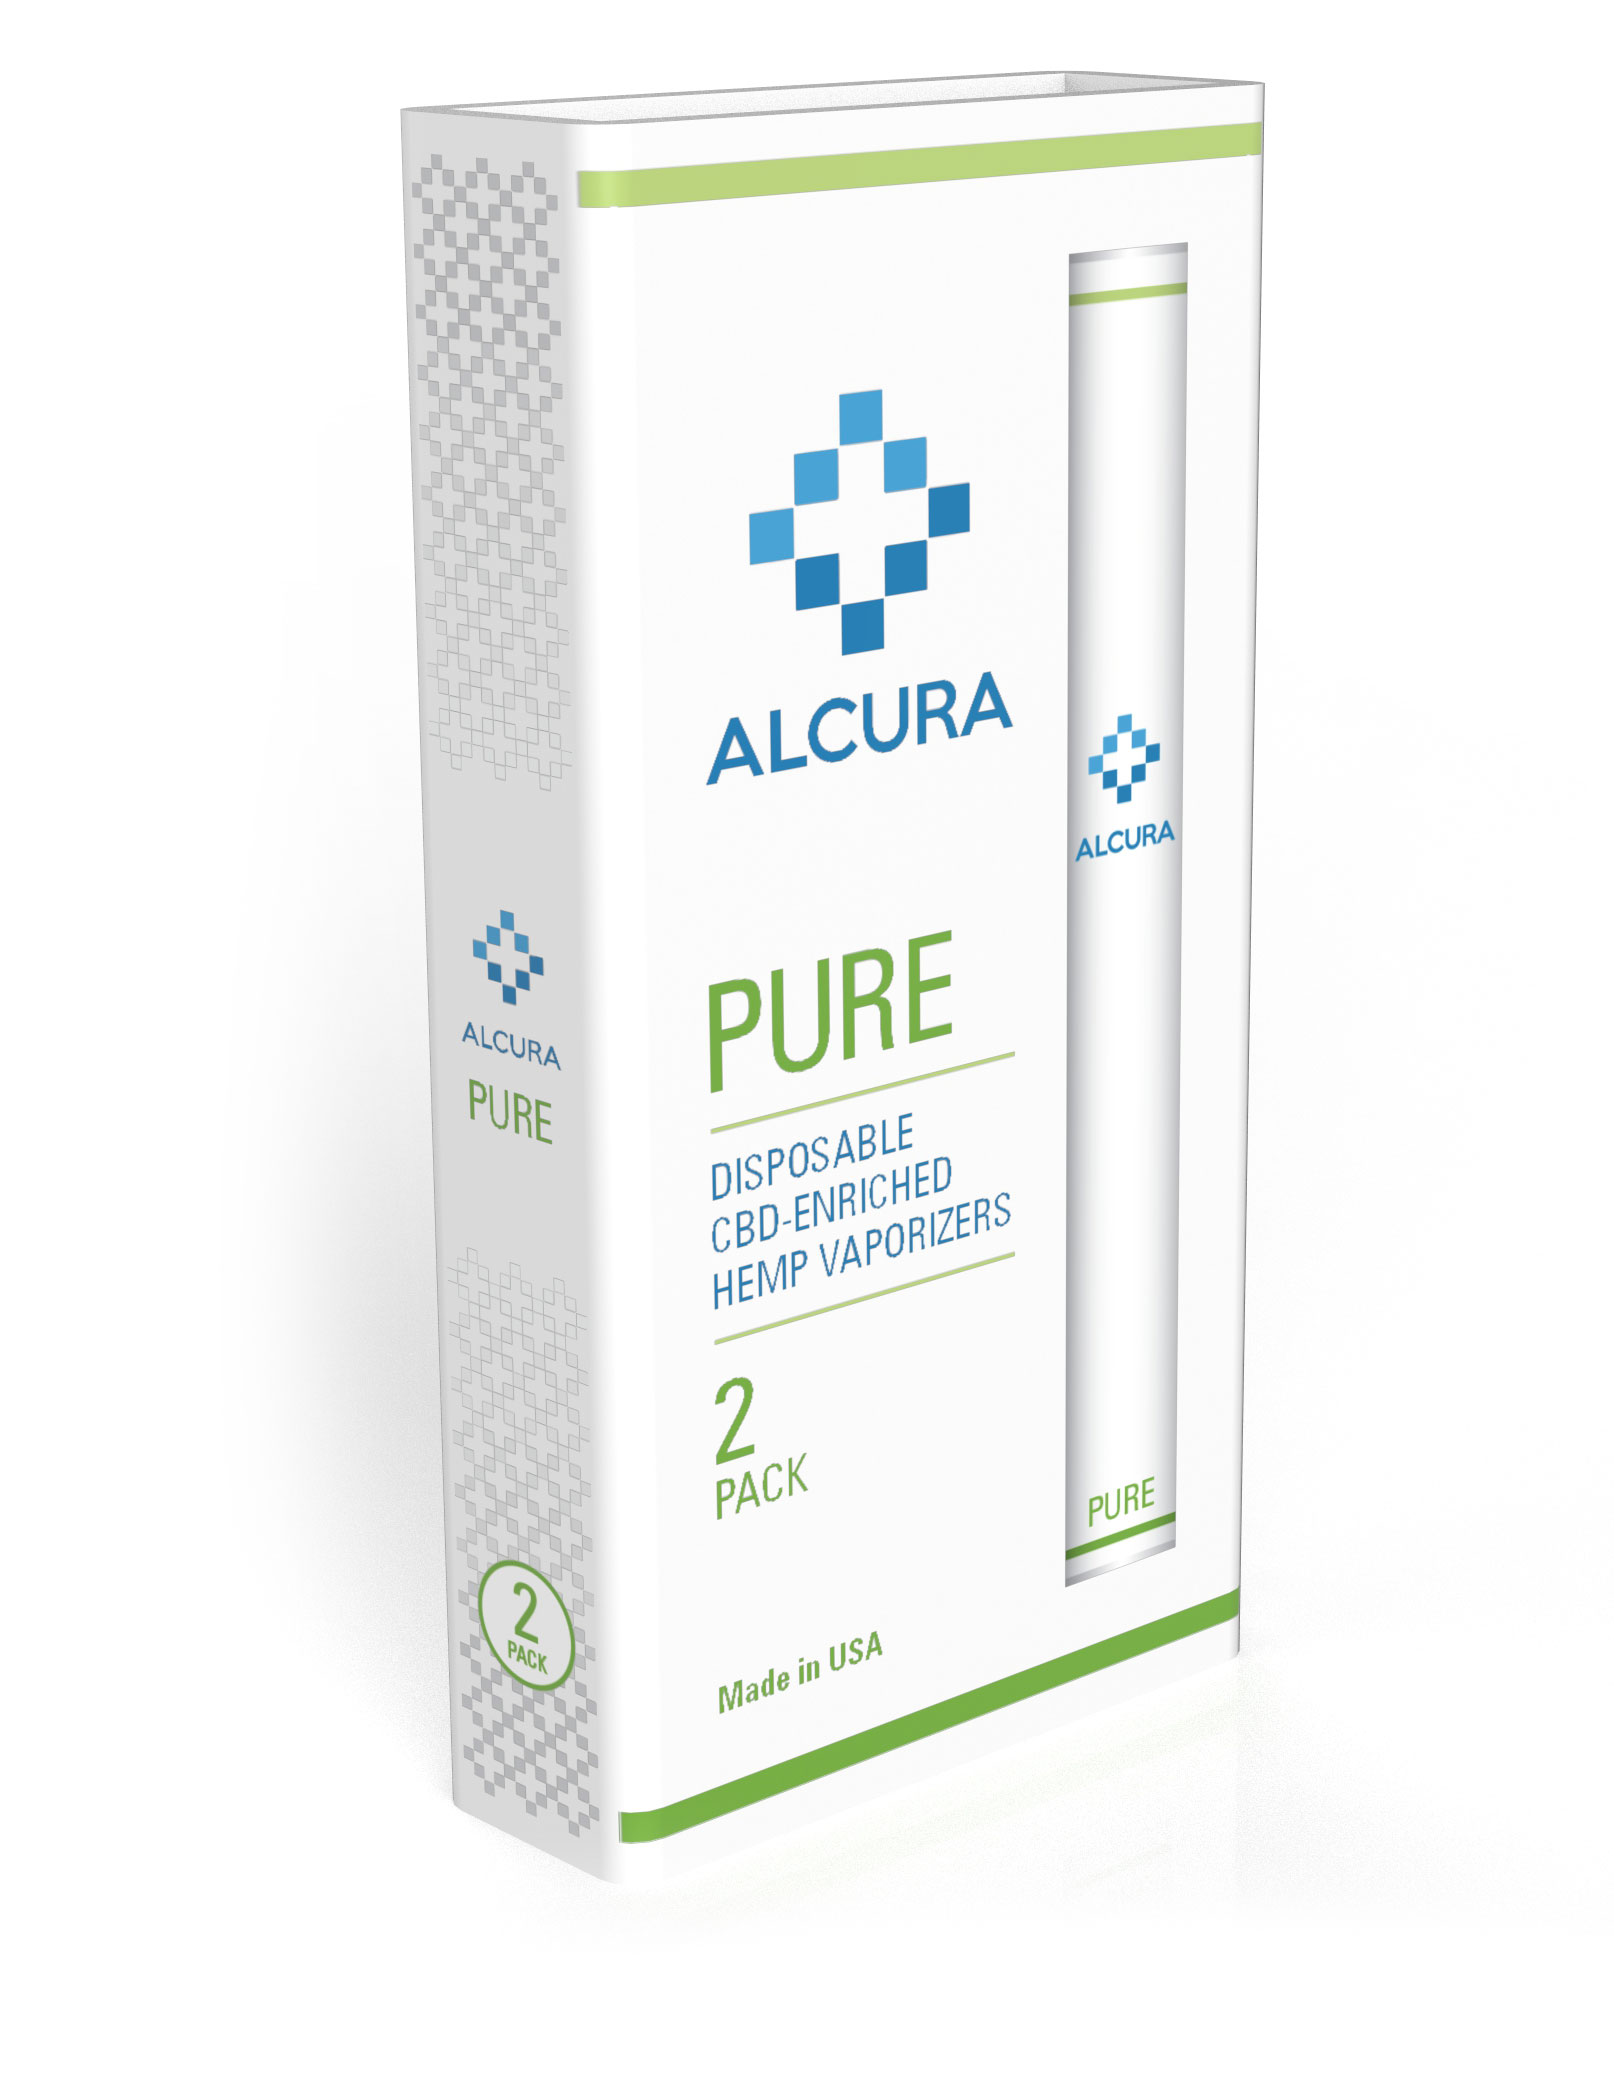 ALCURA
PURE
DISPOSABLE
CBD-ENRICHED
HEMP VAPORIZERS
2
PACK
Made in USA
ALCURA
PURE
ALCURA
PURE
2
PACK